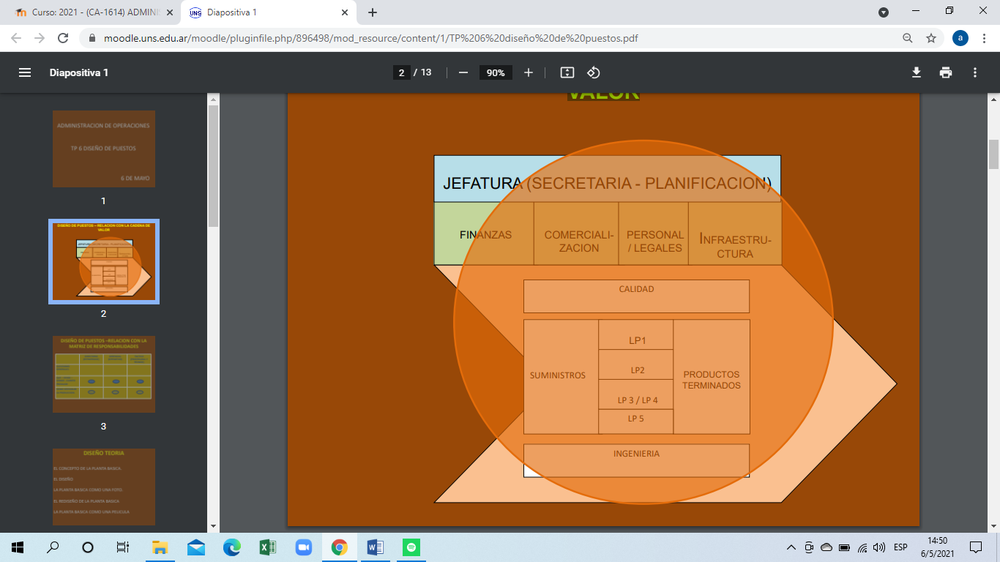 Curso: 2021 - (CA-1614) ADMINI
Diapositiva 1
moodle.uns.edu.ar/moodle/pluginfile.php/896498/mod_resource/content/1/TP%206%20diseño%20de%20puestos.pdf
a
Diapositiva 1
2 / 13
90%
ADMINISTRACION DE OPERACIONES
TP 6 DISEÑO DE PUESTOS
6 DE MAYO
1
DISEÑO DE PUESTOS – RELACION CON LA CADENA DE
VALOR
2
DISEÑO DE PUESTOS –RELACION CON LA
MATRIZ DE RESPONSABILIDADES
3
DISEÑO TEORIA
EL CONCEPTO DE LA PLANTA BASICA.
EL DISEÑO
LA PLANTA BASICA COMO UNA FOTO
EL REDISEÑO DE LA PLANTA BASICA
LA PLANTA BASICA COMO UNA PELICULA
VALOR
JEFATURA (SECRETARIA - PLANIFICACION)
FINANZAS
COMERCIALI-
ZACION
PERSONAL
/ LEGALES
INFRAESTRU-
CTURA
CALIDAD
SUMINISTROS
LP1
LP2
LP 3 / LP 4
LP 5
PRODUCTOS
TERMINADOS
INGENIERIA
ESP
14:50
6/5/2021